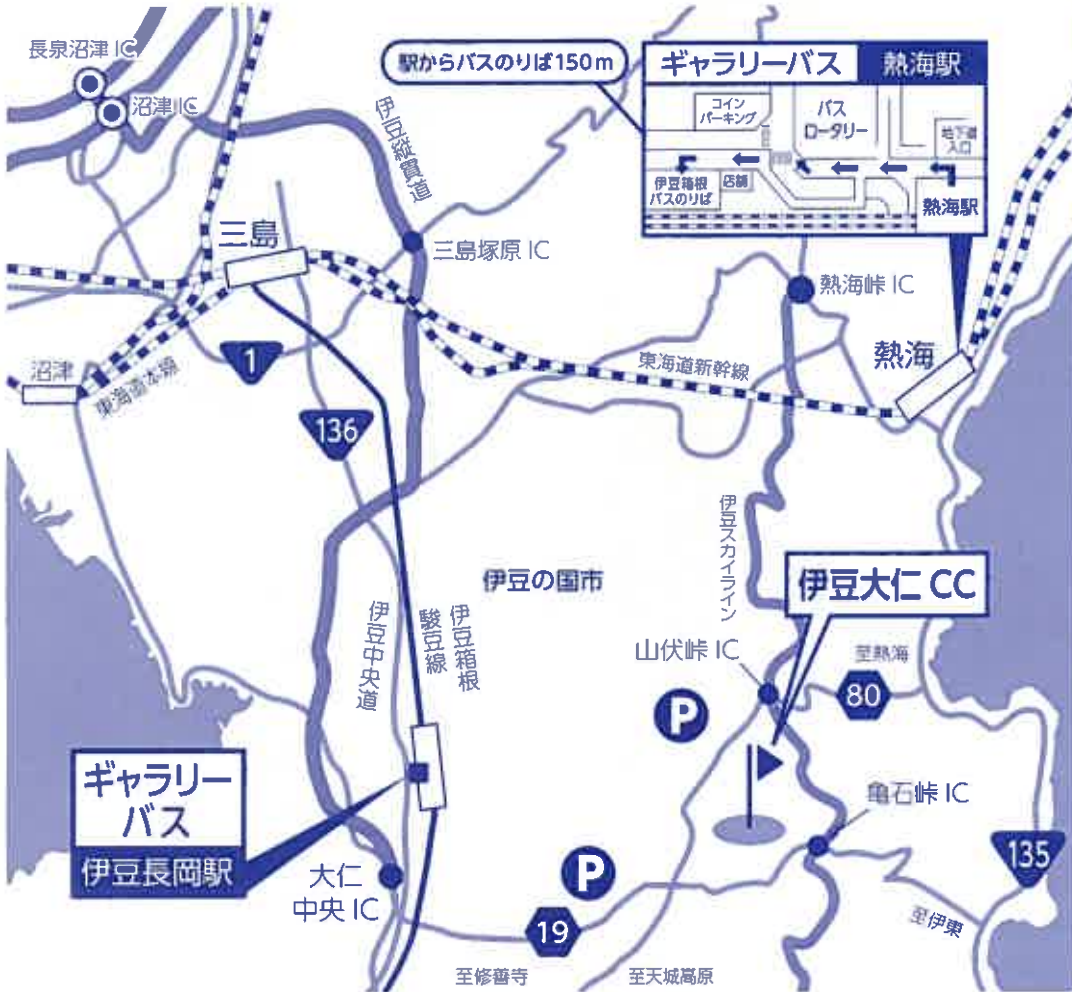 長泉沼津 IC
沼津 IC
駅からバスのりば150m
ギャラリーバス 熱海駅
コイン
パーキング
バス
ロータリー
地下道
入口
伊豆箱根
バスのりば
店舗
熱海駅
伊豆縦貫道
三島
三島塚原 IC
熱海峠 IC
沼津
東海道本線
1
東海道新幹線
熱海
136
伊豆スカイライン
伊豆の国市
伊豆大仁 CC
伊豆中央道
伊豆箱根
駿豆線
山伏峠 IC
至熱海
80
P
ギャラリー
バス
伊豆長岡駅
亀石峠 IC
135
大仁
中央 IC
P
19
至伊東
至修善寺
至天城高原